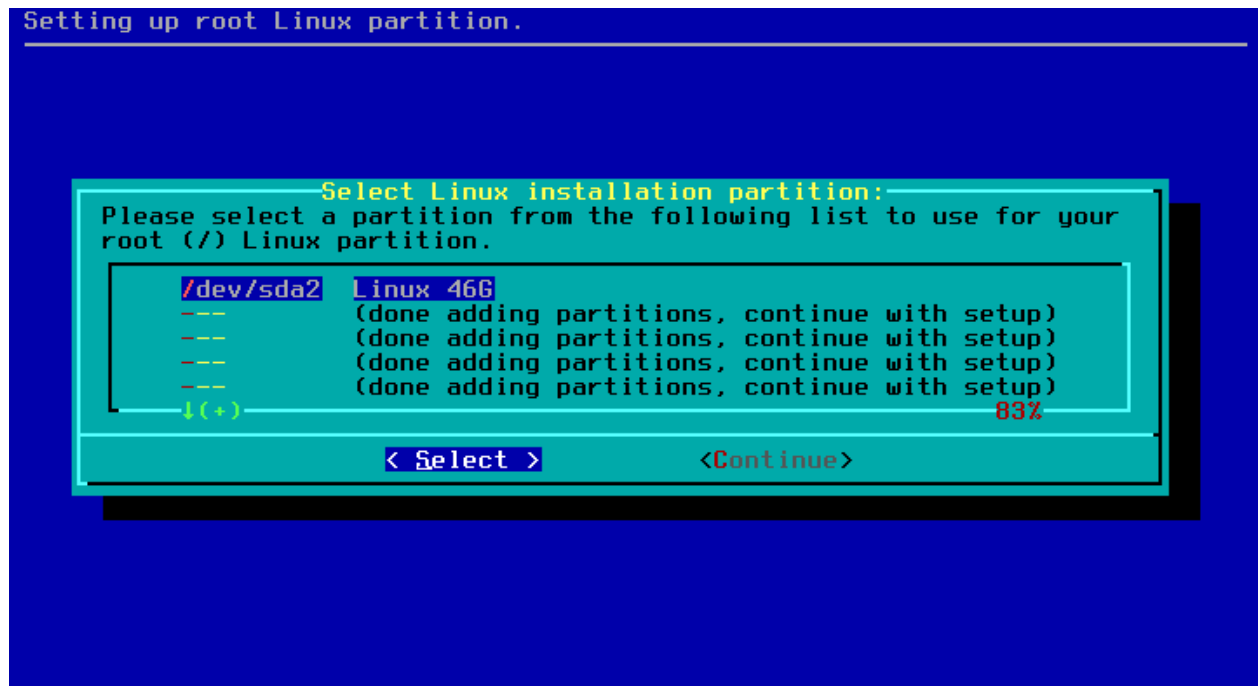 Setting up root Linux partition.
Select Linux installation partition:
Please select a partition from the following list to use for your
root (/) Linux partition.
/dev/sda2 Linux 46G
--- (done adding partitions, continue with setup)
--- (done adding partitions, continue with setup)
--- (done adding partitions, continue with setup)
--- (done adding partitions, continue with setup)
↓(+) 83%
< Select > <Continue>